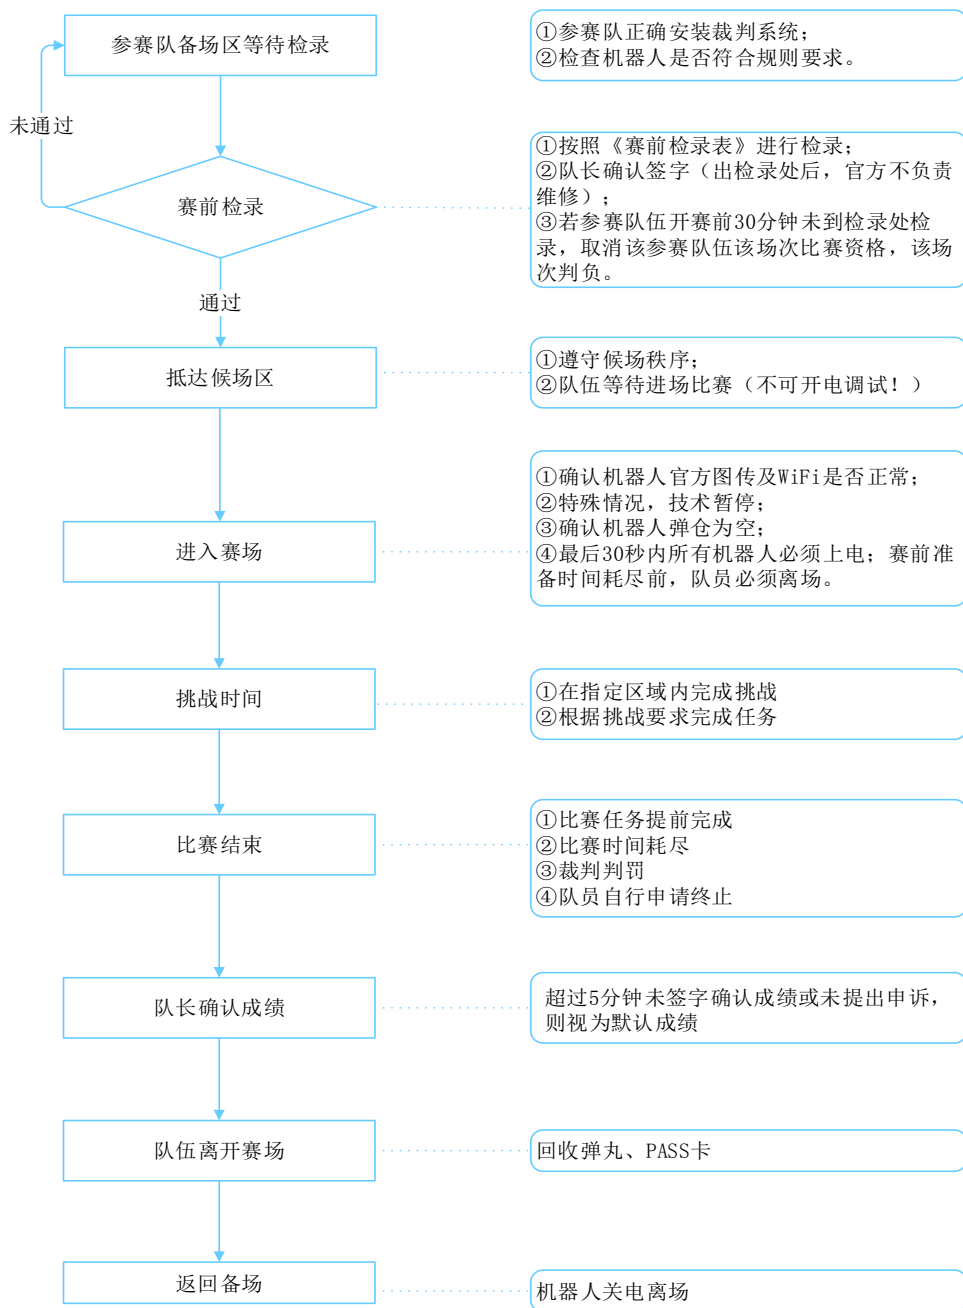 参赛队备场区等待检录
①参赛队正确安装裁判系统；
②检查机器人是否符合规则要求。
未通过
赛前检录
①按照《赛前检录表》进行检录；
②队长确认签字（出检录处后，官方不负责
维修）；
③若参赛队伍开赛前30分钟未到检录处检
录，取消该参赛队伍该场次比赛资格，该场
次判负。
通过
抵达候场区
①遵守候场秩序；
②队伍等待进场比赛（不可开电调试！）
进入赛场
①确认机器人官方图传及WiFi是否正常；
②特殊情况，技术暂停；
③确认机器人弹仓为空；
④最后30秒内所有机器人必须上电；赛前准
备时间耗尽前，队员必须离场。
挑战时间
①在指定区域内完成挑战
②根据挑战要求完成任务
比赛结束
①比赛任务提前完成
②比赛时间耗尽
③裁判判罚
④队员自行申请终止
队长确认成绩
超过5分钟未签字确认成绩或未提出申诉，
则视为默认成绩
队伍离开赛场
回收弹丸、PASS卡
返回备场
机器人关电离场